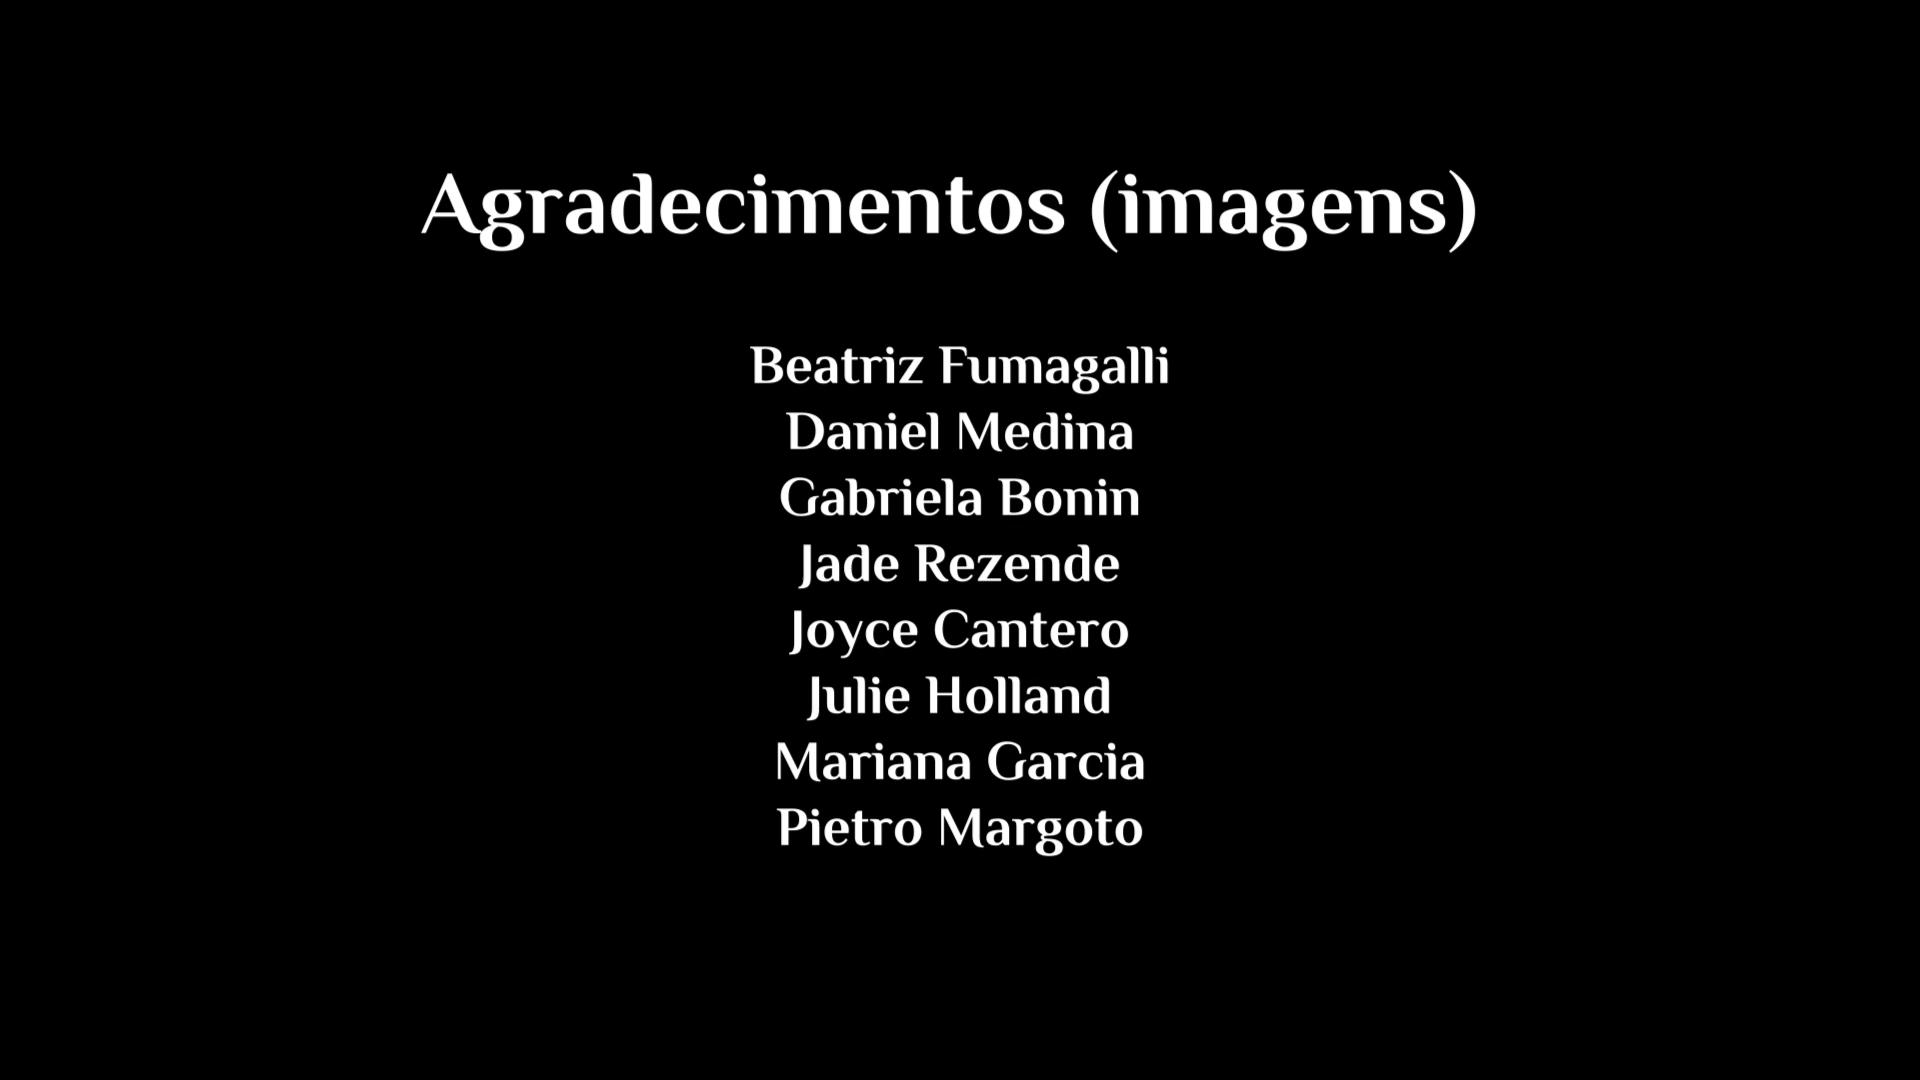 Agradecimentos (imagens)
Beatriz Fumagalli
Daniel Medina
Gabriela Bonin
Jade Rezende
Joyce Cantero
Julie Holland
Mariana Garcia
Pietro Margoto